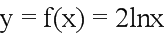 y = f(x) = 2lnx